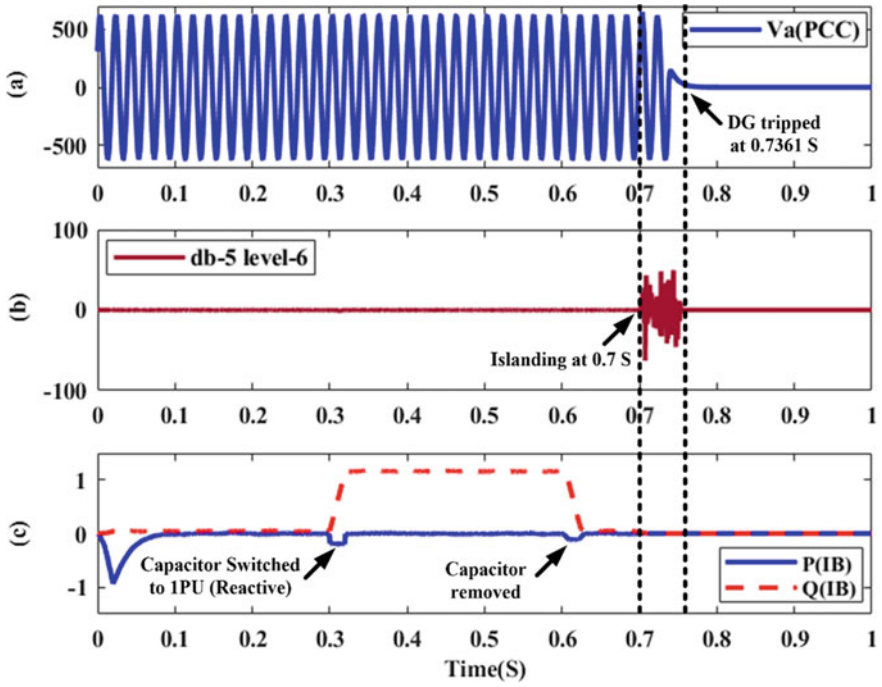 500
0
-500
(a)
Va(PCC)
DG tripped
at 0.7361 S
0 0.1 0.2 0.3 0.4 0.5 0.6 0.7 0.8 0.9 1
100
0
-100
(b)
db-5 level-6
Islanding at 0.7 S
0 0.1 0.2 0.3 0.4 0.5 0.6 0.7 0.8 0.9 1
1
0
-1
(c)
Capacitor Switched
to 1PU (Reactive)
Capacitor
removed
P(IB)
Q(IB)
0 0.1 0.2 0.3 0.4 0.5 0.6 0.7 0.8 0.9 1
Time(S)